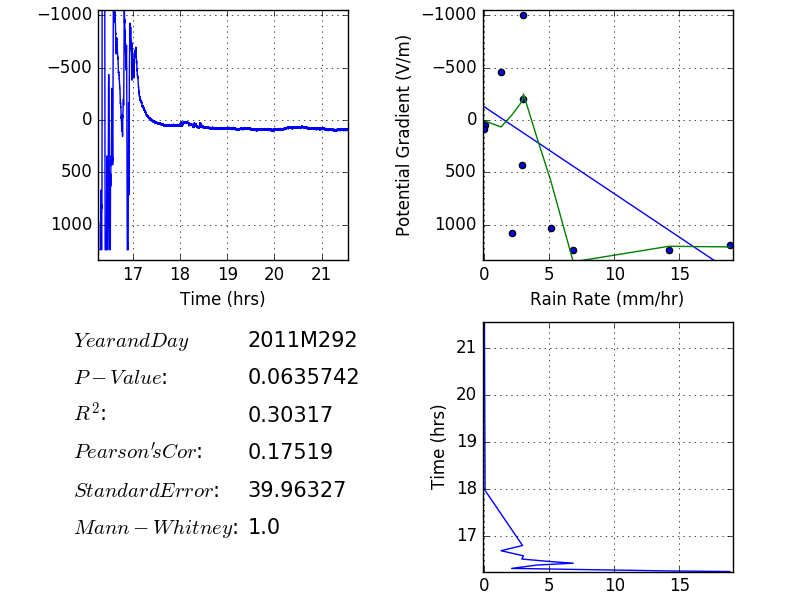 −1000
−500
0
500
1000
17 18 19 20 21
Time (hrs)
Potential Gradient (V/m)
−1000
−500
0
500
1000
0 5 10 15
Rain Rate (mm/hr)
YearandDay 2011M292
P−Value: 0.0635742
R²: 0.30317
Pearson'sCor: 0.17519
StandardError: 39.96327
Mann−Whitney: 1.0
Time (hrs)
21
20
19
18
17
0 5 10 15